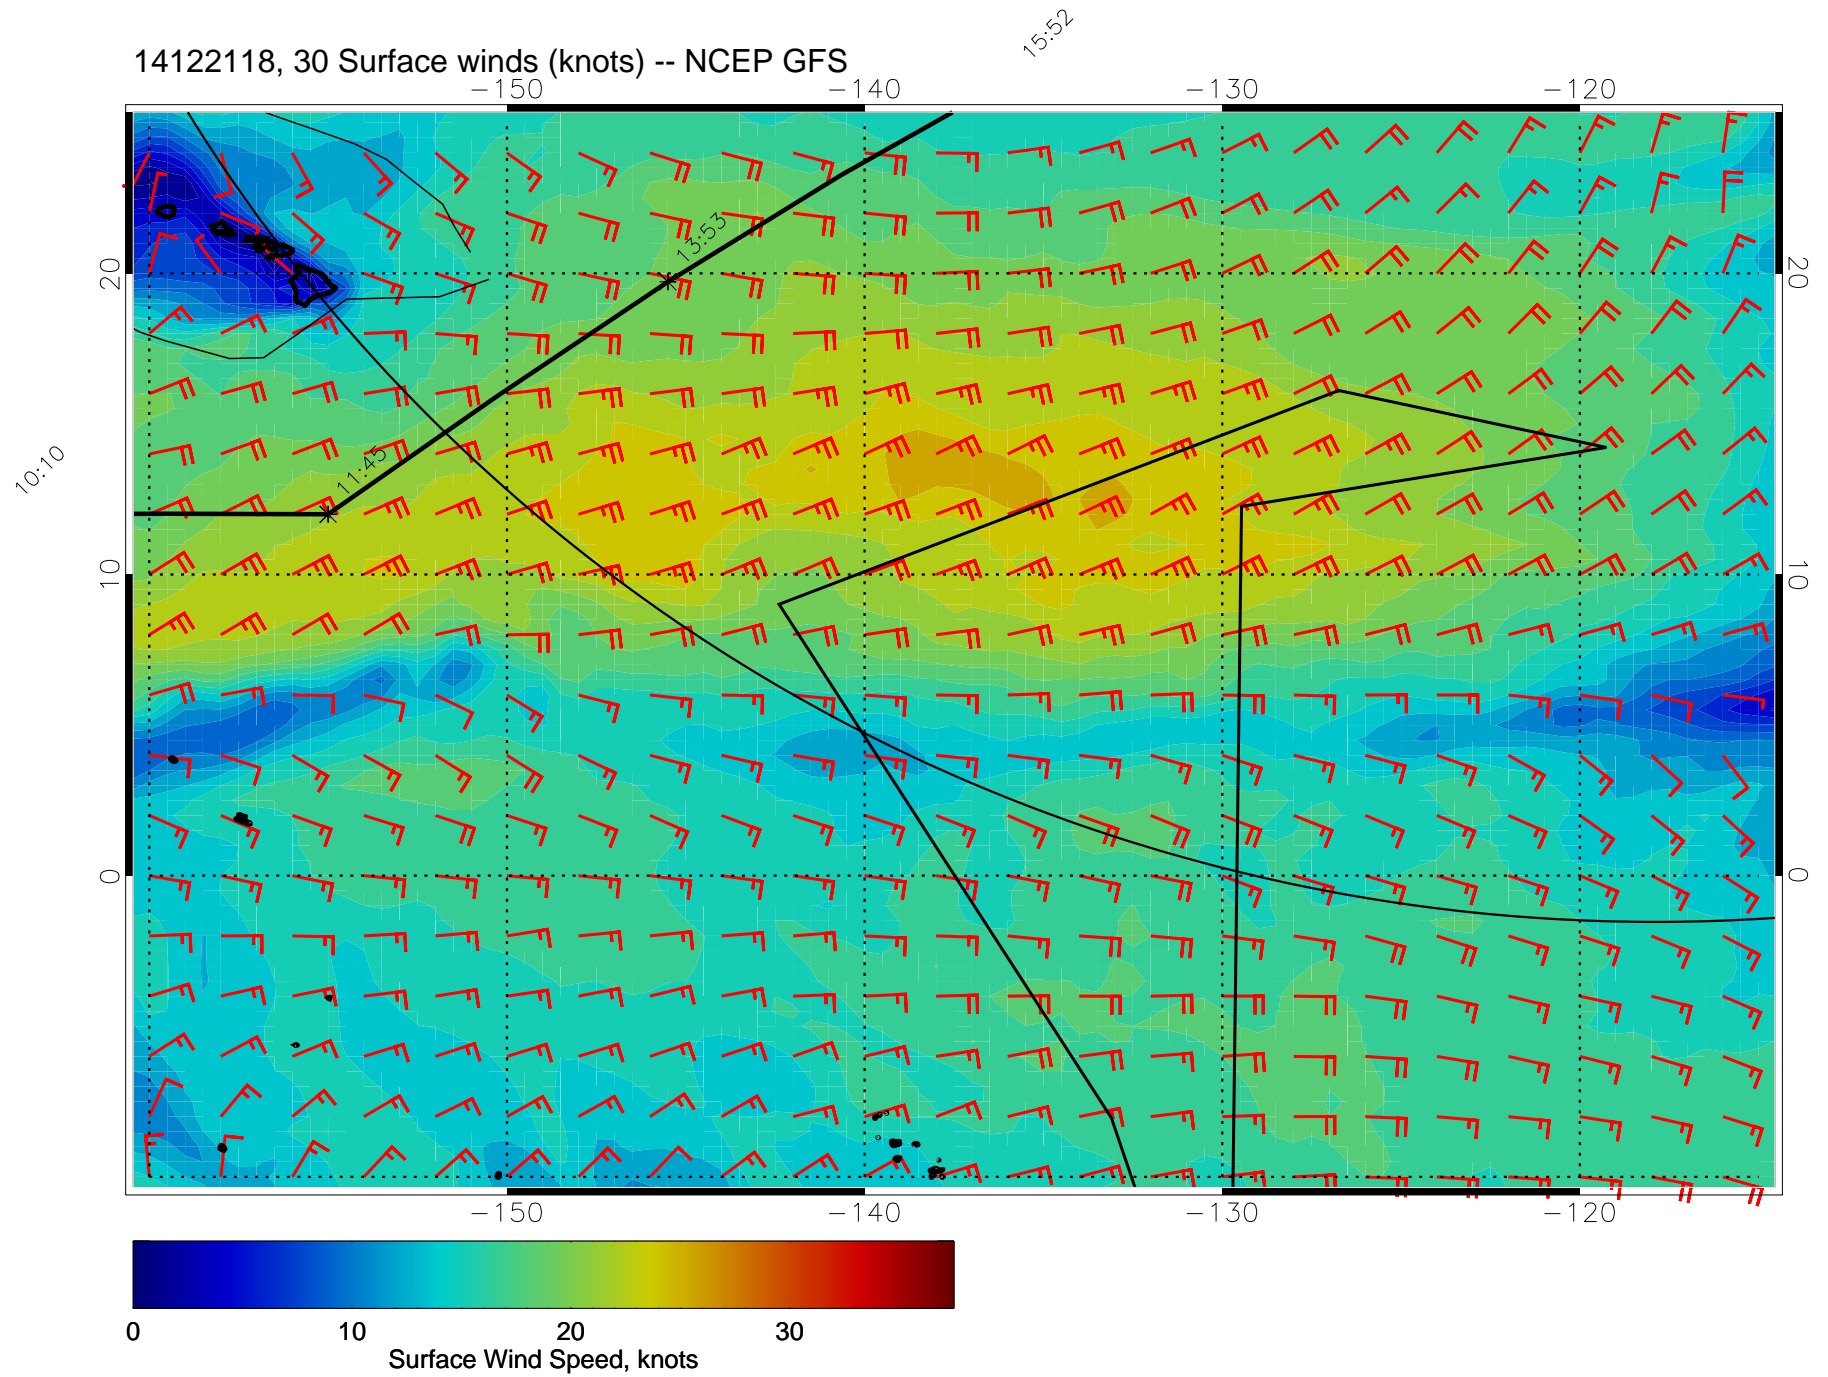 15:52
14122118, 30 Surface winds (knots) -- NCEP GFS
-150 -140 -130 -120
13:53
20 20
11:45
10:10
10 10
0 0
-150 -140 -130 -120
0 10 20 30
Surface Wind Speed, knots